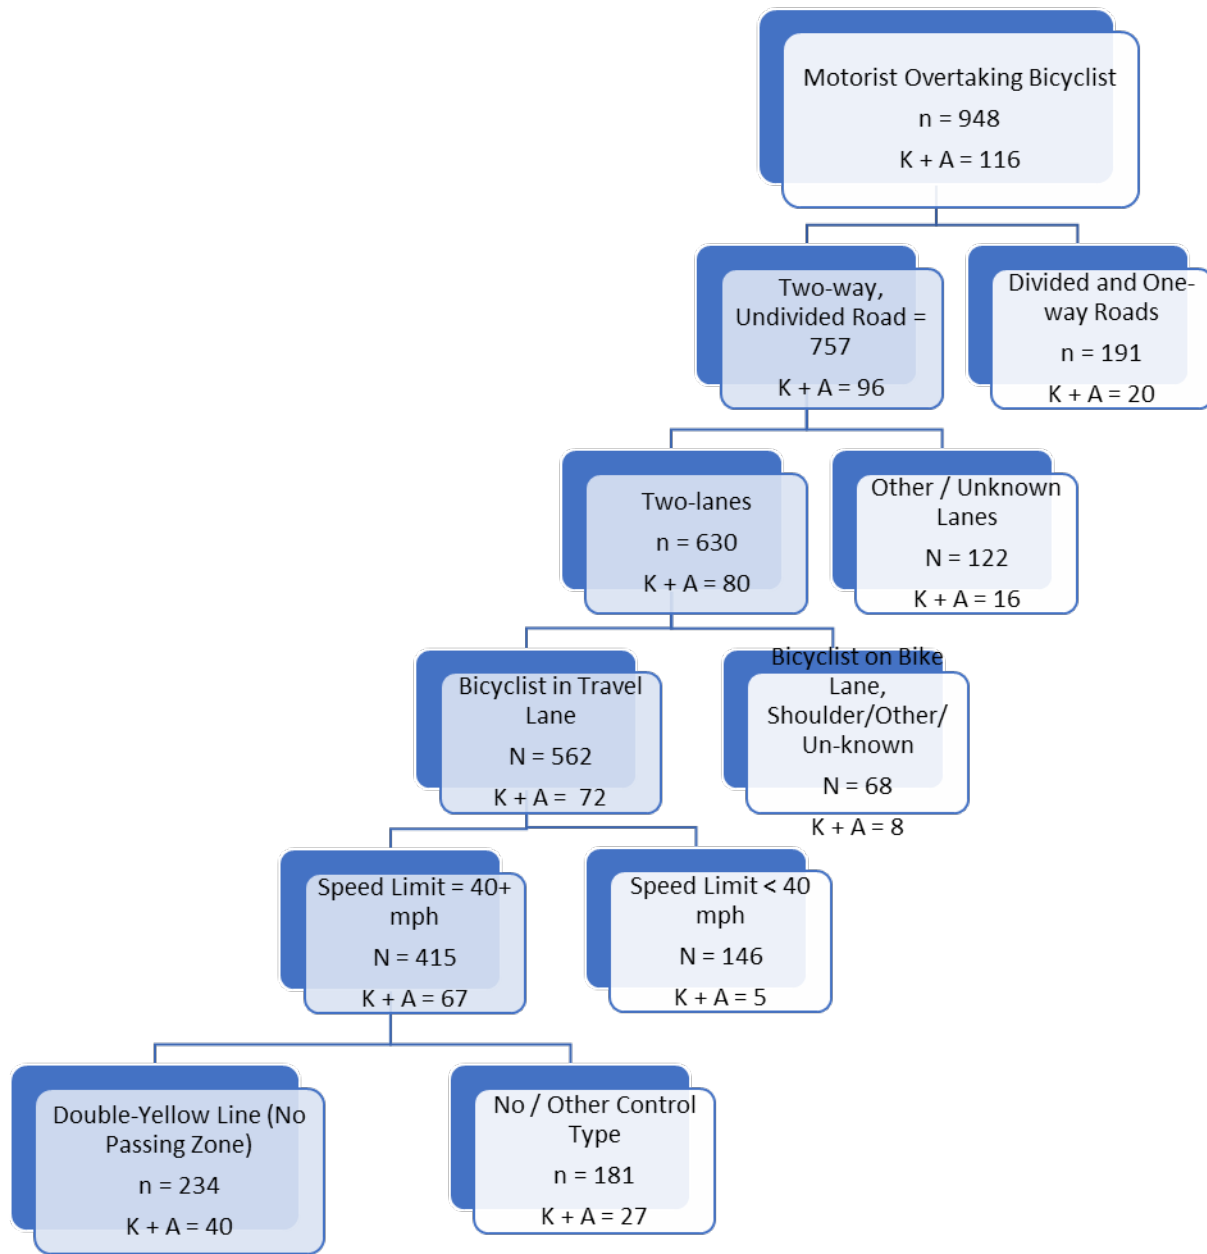 Motorist Overtaking Bicyclist
n = 948
K + A = 116
Two-way,
Undivided Road =
757
K + A = 96
Divided and One-
way Roads
n = 191
K + A = 20
Two-lanes
n = 630
K + A = 80
Other / Unknown
Lanes
N = 122
K + A = 16
Bicyclist in Travel
Lane
N = 562
K + A =  72
Bicyclist on Bike
Lane,
Shoulder/Other/
Un-known
N = 68
K + A = 8
Speed Limit = 40+
mph
N = 415
K + A = 67
Speed Limit < 40
mph
N = 146
K + A = 5
Double-Yellow Line (No
Passing Zone)
n = 234
K + A = 40
No / Other Control
Type
n = 181
K + A = 27